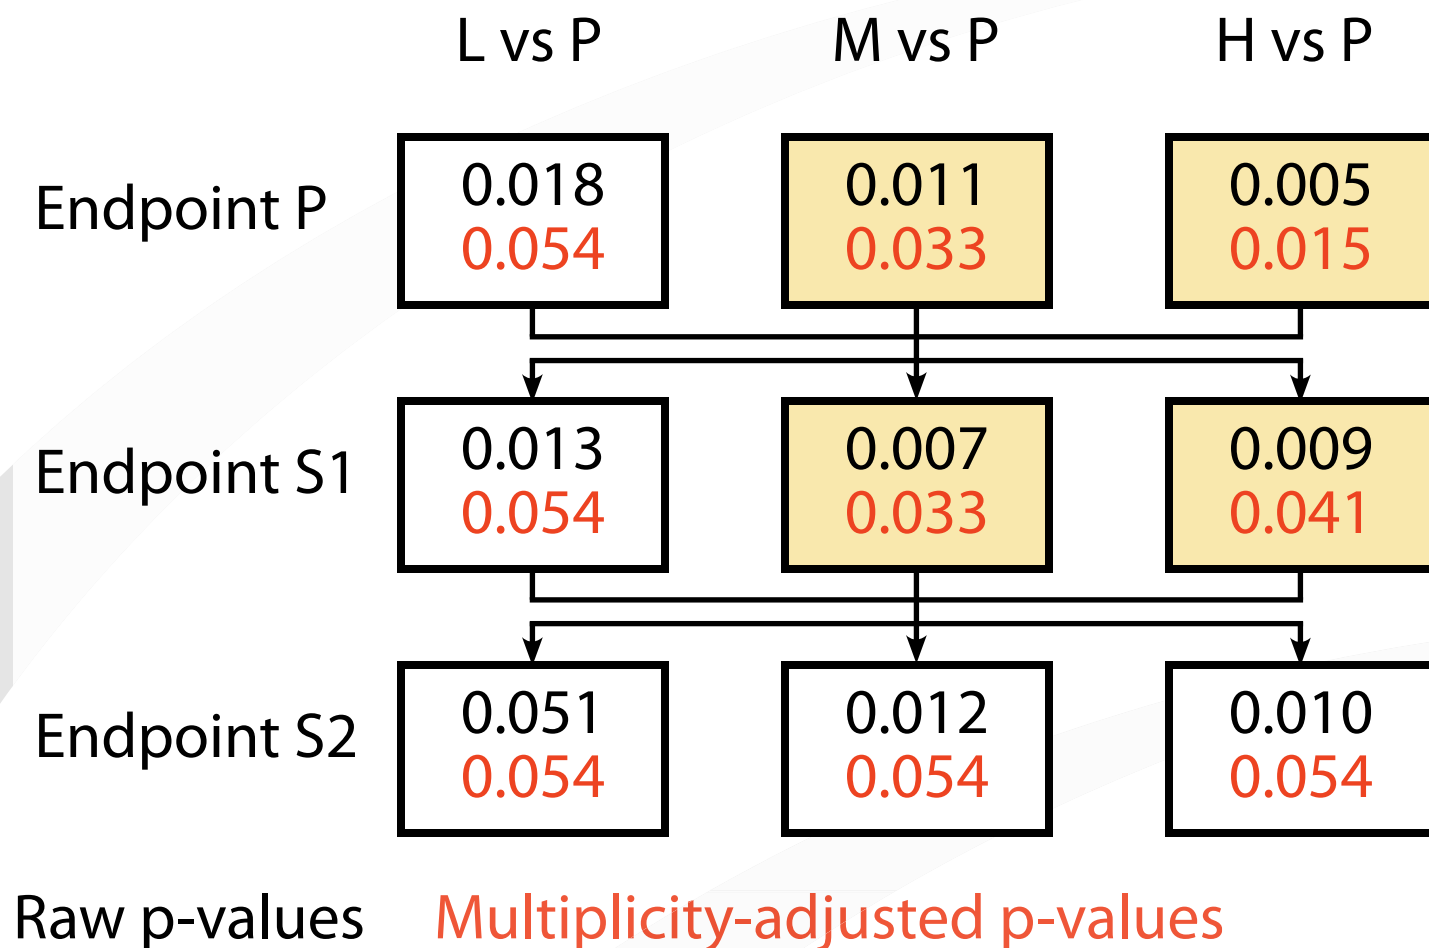 L vs P M vs P H vs P
Endpoint P 0.018 0.011 0.005
0.054 0.033 0.015
Endpoint S1 0.013 0.007 0.009
0.054 0.033 0.041
Endpoint S2 0.051 0.012 0.010
0.054 0.054 0.054
Raw p-values Multiplicity-adjusted p-values